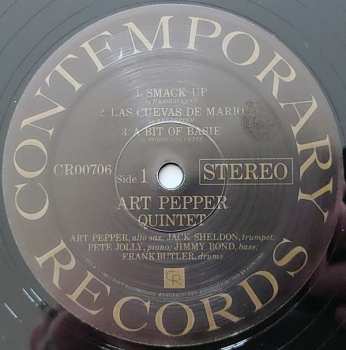 CONTEMPORARY
1. SMACK UP
2. LAS CUEVAS DE MARIO
3. A BIT OF BASIE
CR00706
Side 1
STEREO
ART PEPPER
QUINTET
ART PEPPER, alto sax; JACK SHELDON, trumpet;
PETE JOLLY, piano; JIMMY BOND, bass;
FRANK BUTLER, drums
CR
RECORDS